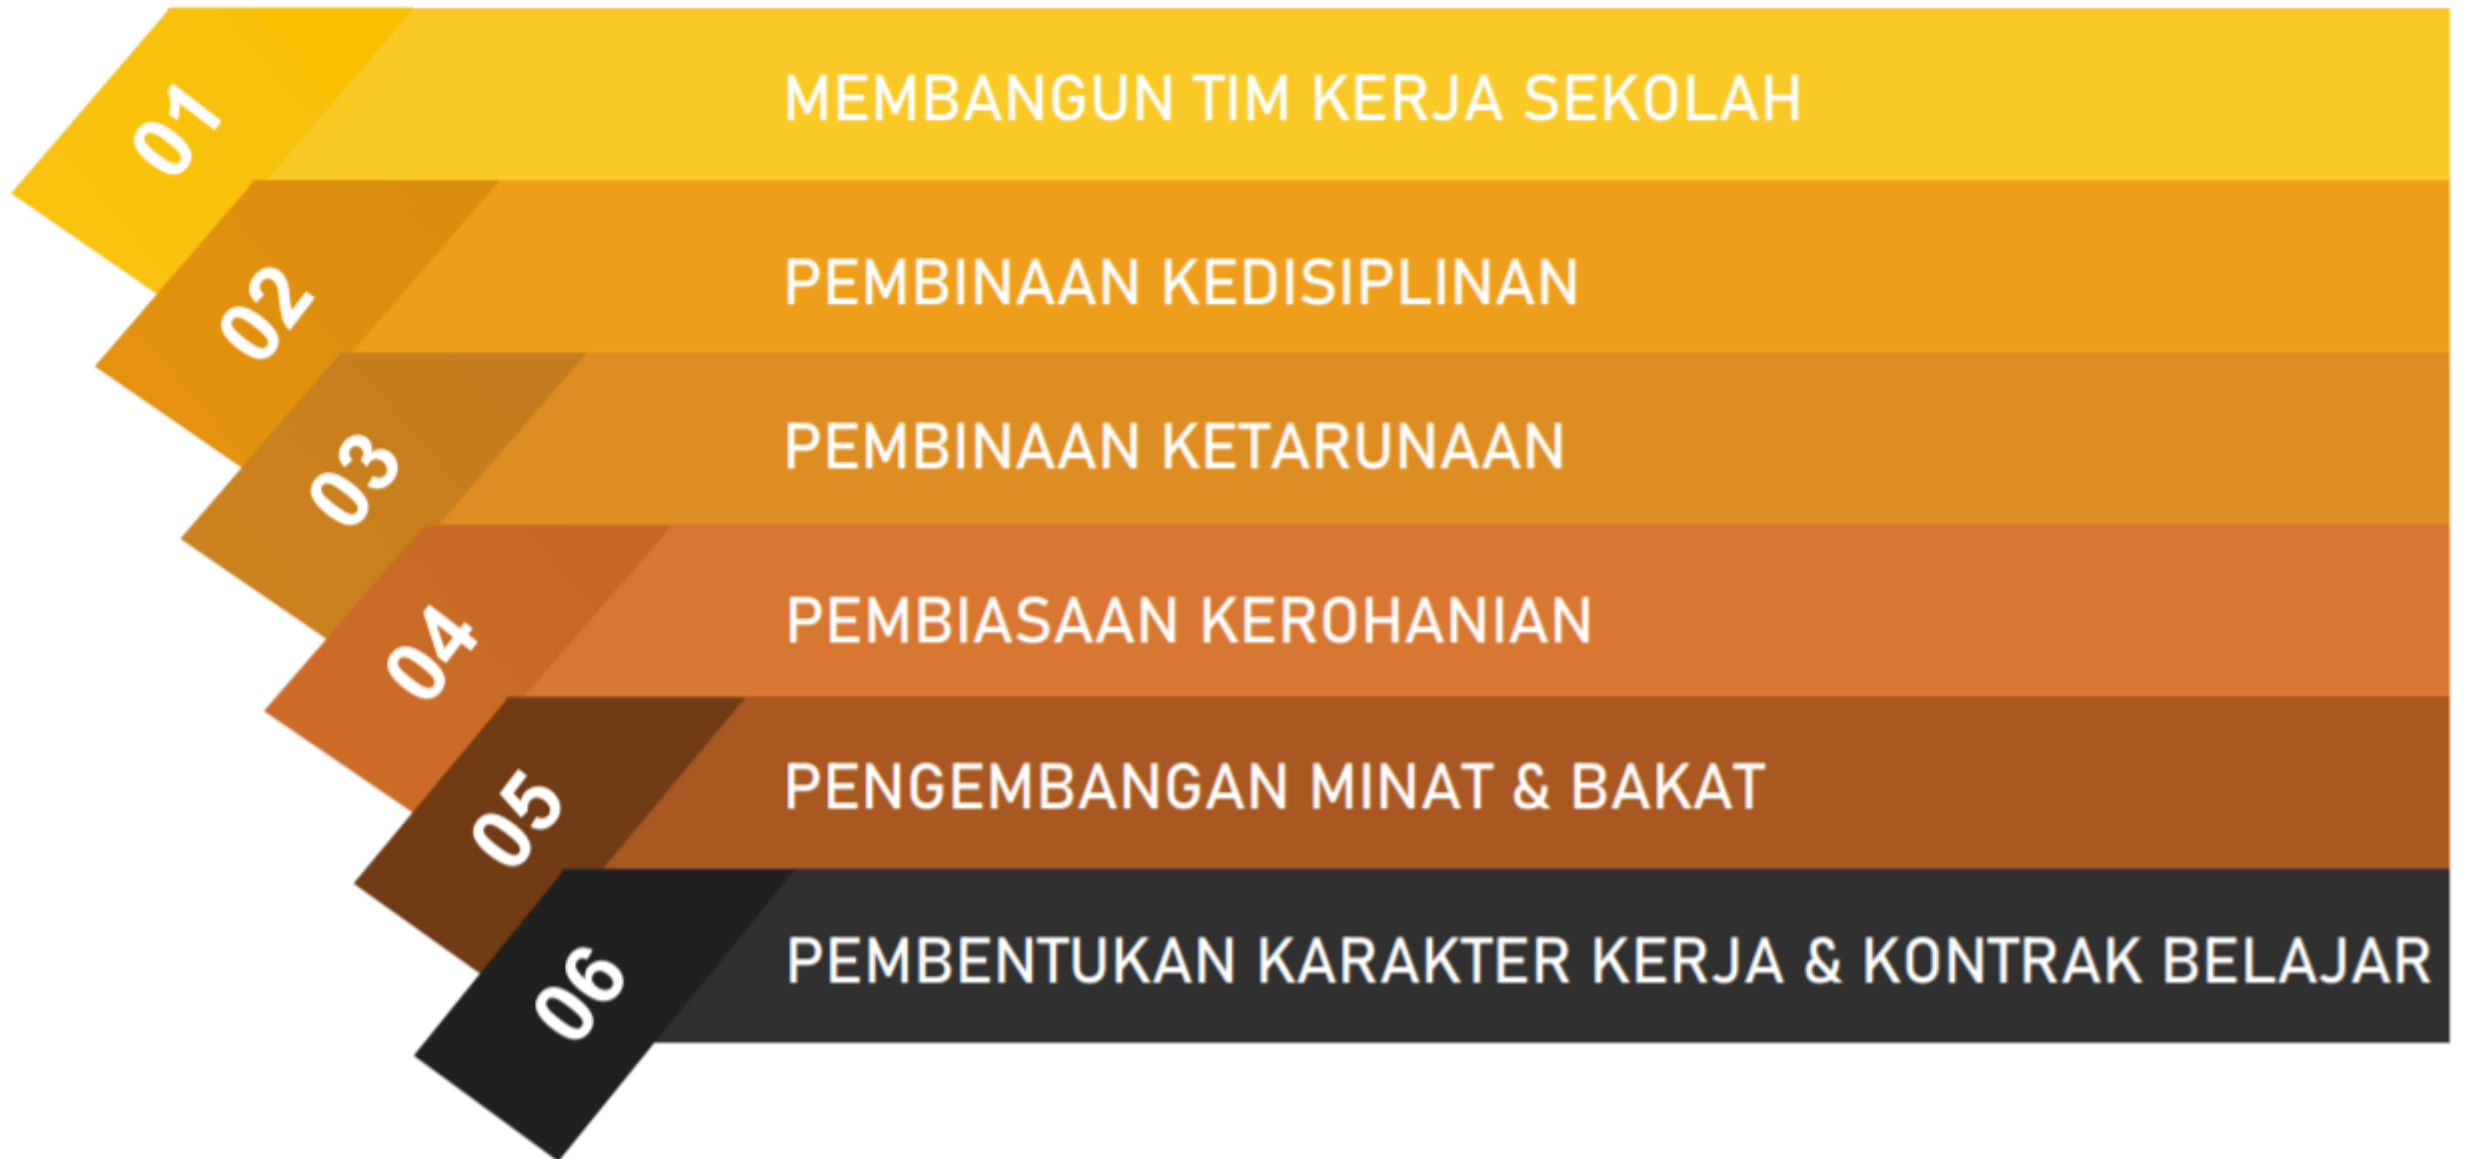 01
MEMBANGUN TIM KERJA SEKOLAH
02
PEMBINAAN KEDISIPLINAN
03
PEMBINAAN KETARUNAAN
04
PEMBIASAAN KEROHANIAN
05
PENGEMBANGAN MINAT & BAKAT
06
PEMBENTUKAN KARAKTER KERJA & KONTRAK BELAJAR